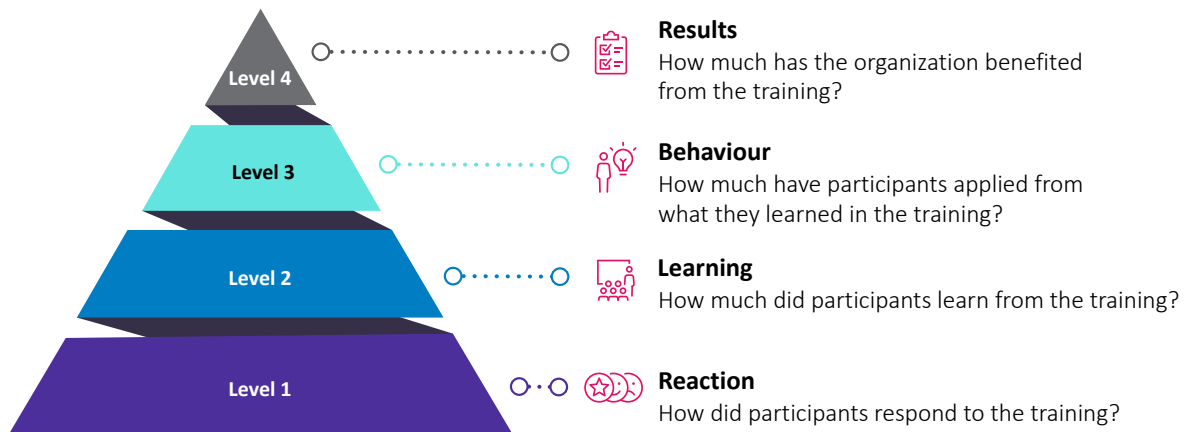 Level 4
Results
How much has the organization benefited
from the training?
Level 3
Behaviour
How much have participants applied from
what they learned in the training?
Level 2
Learning
How much did participants learn from the training?
Level 1
Reaction
How did participants respond to the training?